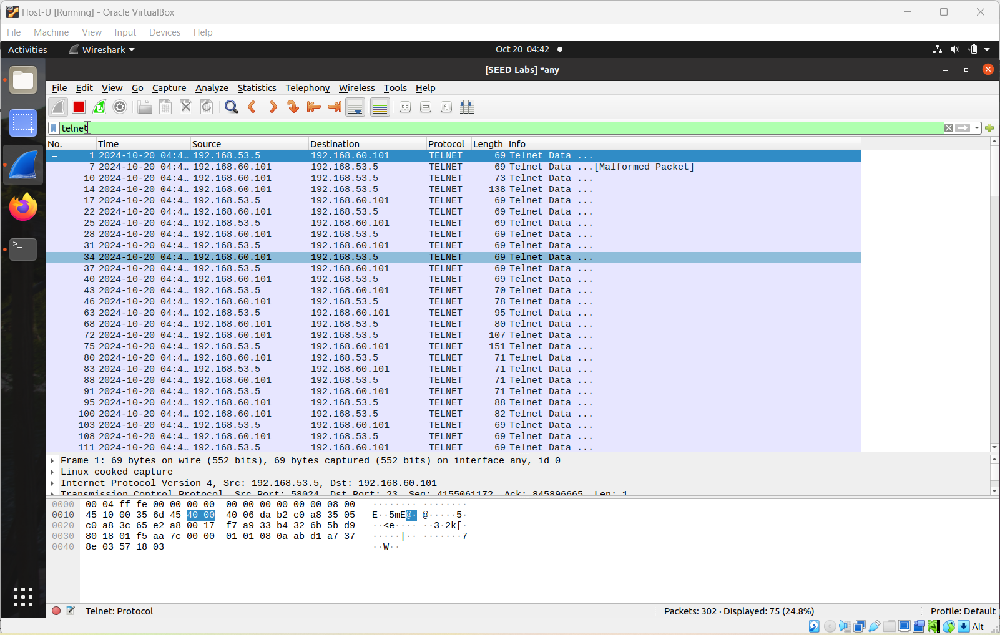 Host-U [Running] - Oracle VirtualBox
File Machine View Input Devices Help
Activities Wireshark Oct 20 04:42
[SEED Labs] *any
File Edit View Go Capture Analyze Statistics Telephony Wireless Tools Help
telnet
No. Time Source Destination Protocol Length Info
1 2024-10-20 04:4… 192.168.53.5 192.168.60.101 TELNET 69 Telnet Data ...
7 2024-10-20 04:4… 192.168.60.101 192.168.53.5 TELNET 69 Telnet Data ...[Malformed Packet]
10 2024-10-20 04:4… 192.168.60.101 192.168.53.5 TELNET 73 Telnet Data ...
14 2024-10-20 04:4… 192.168.60.101 192.168.53.5 TELNET 138 Telnet Data ...
17 2024-10-20 04:4… 192.168.53.5 192.168.60.101 TELNET 69 Telnet Data ...
22 2024-10-20 04:4… 192.168.60.101 192.168.53.5 TELNET 69 Telnet Data ...
25 2024-10-20 04:4… 192.168.53.5 192.168.60.101 TELNET 69 Telnet Data ...
28 2024-10-20 04:4… 192.168.60.101 192.168.53.5 TELNET 69 Telnet Data ...
31 2024-10-20 04:4… 192.168.53.5 192.168.60.101 TELNET 69 Telnet Data ...
34 2024-10-20 04:4… 192.168.60.101 192.168.53.5 TELNET 69 Telnet Data ...
37 2024-10-20 04:4… 192.168.53.5 192.168.60.101 TELNET 69 Telnet Data ...
40 2024-10-20 04:4… 192.168.60.101 192.168.53.5 TELNET 69 Telnet Data ...
43 2024-10-20 04:4… 192.168.53.5 192.168.60.101 TELNET 70 Telnet Data ...
46 2024-10-20 04:4… 192.168.60.101 192.168.53.5 TELNET 78 Telnet Data ...
63 2024-10-20 04:4… 192.168.53.5 192.168.60.101 TELNET 95 Telnet Data ...
68 2024-10-20 04:4… 192.168.60.101 192.168.53.5 TELNET 80 Telnet Data ...
72 2024-10-20 04:4… 192.168.60.101 192.168.53.5 TELNET 107 Telnet Data ...
75 2024-10-20 04:4… 192.168.53.5 192.168.60.101 TELNET 151 Telnet Data ...
80 2024-10-20 04:4… 192.168.60.101 192.168.53.5 TELNET 71 Telnet Data ...
83 2024-10-20 04:4… 192.168.53.5 192.168.60.101 TELNET 71 Telnet Data ...
88 2024-10-20 04:4… 192.168.60.101 192.168.53.5 TELNET 71 Telnet Data ...
91 2024-10-20 04:4… 192.168.53.5 192.168.60.101 TELNET 71 Telnet Data ...
95 2024-10-20 04:4… 192.168.60.101 192.168.53.5 TELNET 88 Telnet Data ...
100 2024-10-20 04:4… 192.168.60.101 192.168.53.5 TELNET 82 Telnet Data ...
103 2024-10-20 04:4… 192.168.53.5 192.168.60.101 TELNET 69 Telnet Data ...
108 2024-10-20 04:4… 192.168.60.101 192.168.53.5 TELNET 69 Telnet Data ...
111 2024-10-20 04:4… 192.168.53.5 192.168.60.101 TELNET 69 Telnet Data ...
Frame 1: 69 bytes on wire (552 bits), 69 bytes captured (552 bits) on interface any, id 0
Linux cooked capture
Internet Protocol Version 4, Src: 192.168.53.5, Dst: 192.168.60.101
Transmission Control Protocol, Src Port: 58024, Dst Port: 23, Seq: 4155061172, Ack: 845896665, Len: 1
0000 00 04 ff fe 00 00 00 00 00 00 00 00 00 00 08 00 ········ ········
0010 45 10 00 35 6d 45 40 00 40 06 da b2 c0 a8 35 05 E··5mE@· @·····5·
0020 c0 a8 3c 65 e2 a8 00 17 f7 a9 33 b4 32 6b 5b d9 ··<e···· ··3·2k[·
0030 80 18 01 f5 aa 7c 00 00 01 01 08 0a ab d1 a7 37 ·····|·· ·······7
0040 8e 03 57 18 03 ··W··
Telnet: Protocol Packets: 302 · Displayed: 75 (24.8%) Profile: Default
Alt